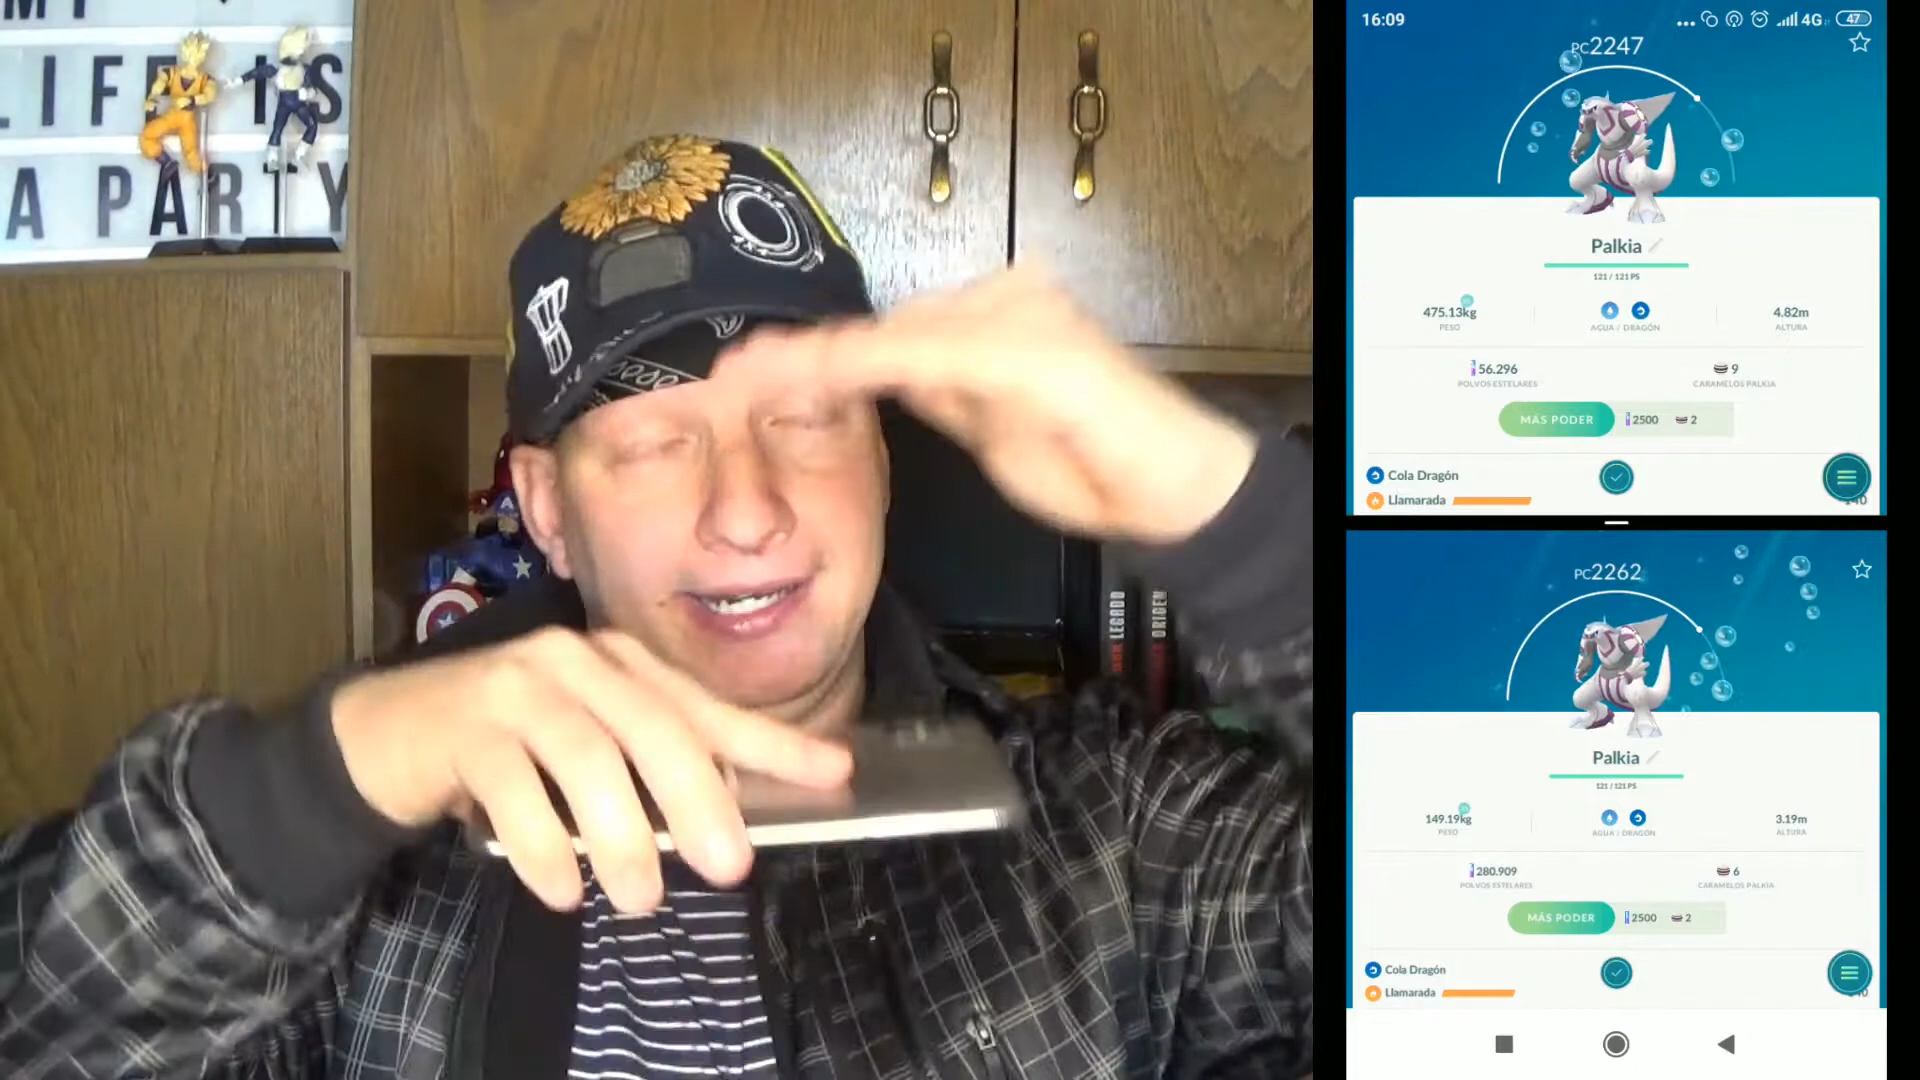 MY
LIFE IS
A PARTY
LEGADO
ORIGEN
16:09
4G
47
PC2247
Palkia
121 / 121 PS
475.13kg
PESO
AGUA / DRAGÓN
4.82m
ALTURA
56.296
POLVOS ESTELARES
9
CARAMELOS PALKIA
MÁS PODER
2500
2
Cola Dragón
Llamarada
140
PC2262
Palkia
121 / 121 PS
149.19kg
PESO
AGUA / DRAGÓN
3.19m
ALTURA
280.909
POLVOS ESTELARES
6
CARAMELOS PALKIA
MÁS PODER
2500
2
Cola Dragón
Llamarada